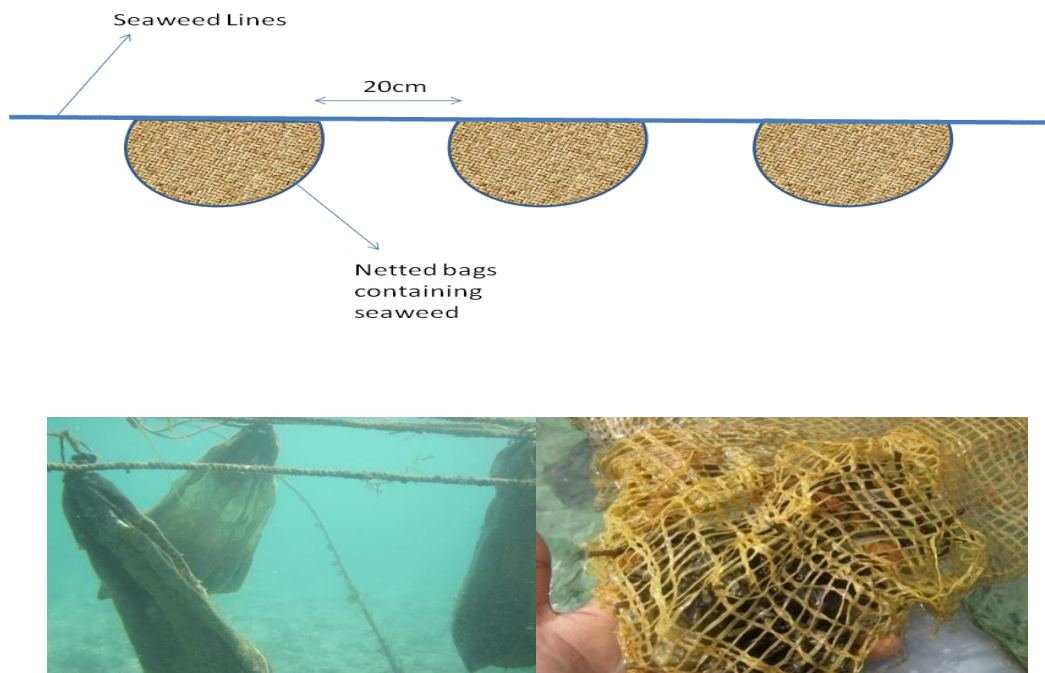 Seaweed Lines
20cm
Netted bags
containing
seaweed